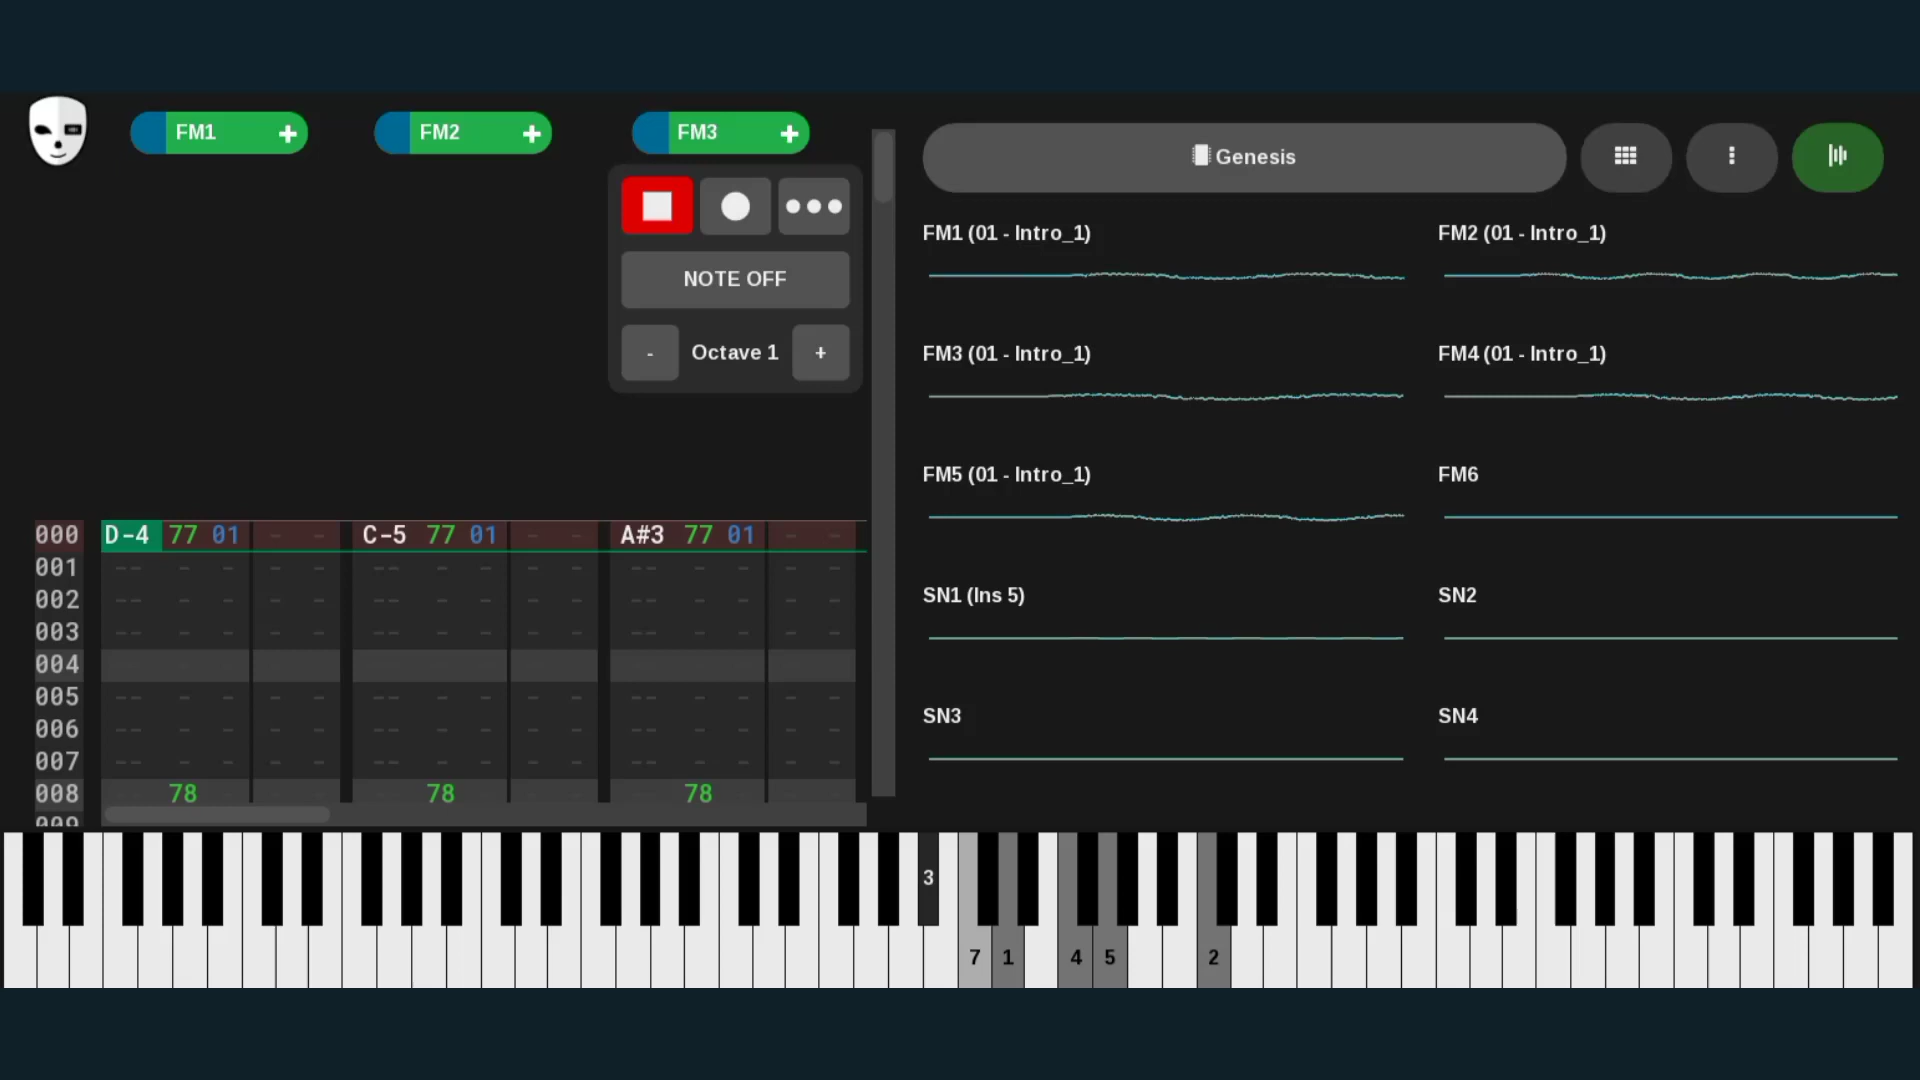 FM1 +
FM2 +
FM3 +
NOTE OFF
- Octave 1 +
000 D-4 77 01 - - C-5 77 01 - - A#3 77 01 - -
001 -- - - - - -- - - - - -- - - - -
002 -- - - - - -- - - - - -- - - - -
003 -- - - - - -- - - - - -- - - - -
004
005 -- - - - - -- - - - - -- - - - -
006 -- - - - - -- - - - - -- - - - -
007 -- - - - - -- - - - - -- - - - -
008 78 78 78
009
Genesis
FM1 (01 - Intro_1)
FM2 (01 - Intro_1)
FM3 (01 - Intro_1)
FM4 (01 - Intro_1)
FM5 (01 - Intro_1)
FM6
SN1 (Ins 5)
SN2
SN3
SN4
3
7 1 4 5 2